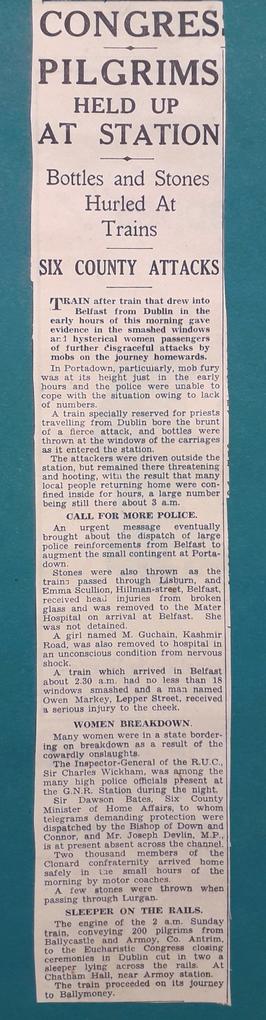 CONGRES
PILGRIMS
HELD UP
AT STATION
Bottles and Stones
Hurled At
Trains
SIX COUNTY ATTACKS
TRAIN after train that drew into
Belfast from Dublin in the
early hours of this morning gave
evidence in the smashed windows
and hysterical women passengers
of further disgraceful attacks by
mobs on the journey homewards.
In Portadown, particularly, mob fury
was at its height just in the early
hours and the police were unable to
cope with the situation owing to lack
of numbers.
A train specially reserved for priests
travelling from Dublin bore the brunt
of a fierce attack, and bottles were
thrown at the windows of the carriages
as it entered the station.
The attackers were driven outside the
station, but remained there threatening
and hooting, with the result that many
local people returning home were con-
fined inside for hours, a large number
being still there about 3 a.m.
CALL FOR MORE POLICE.
An urgent message eventually
brought about the dispatch of large
police reinforcements from Belfast to
augment the small contingent at Porta-
down.
Stones were also thrown as the
trains passed through Lisburn, and
Emma Scullion, Hillman-street, Belfast,
received head injuries from broken
glass and was removed to the Mater
Hospital on arrival at Belfast. She
was not detained.
A girl named M. Guchain, Kashmir
Road, was also removed to hospital in
an unconscious condition from nervous
shock.
A train which arrived in Belfast
about 2.30 a.m. had no less than 18
windows smashed and a man named
Owen Markey, Lepper Street, received
a serious injury to the cheek.
WOMEN BREAKDOWN.
Many women were in a state border-
ing on breakdown as a result of the
cowardly onslaughts.
The Inspector-General of the R.U.C.,
Sir Charles Wickham, was among the
many high police officials present at
the G.N.R. Station during the night.
Sir Dawson Bates, Six County
Minister of Home Affairs, to whom
telegrams demanding protection were
dispatched by the Bishop of Down and
Connor, and Mr. Joseph Devlin, M.P.,
is at present absent across the channel.
Two thousand members of the
Clonard confraternity arrived home
safely in the small hours of the
morning by motor coaches.
A few stones were thrown when
passing through Lurgan.
SLEEPER ON THE RAILS.
The engine of the 2 a.m. Sunday
train, conveying 200 pilgrims from
Ballycastle and Armoy, Co. Antrim,
to the Eucharistic Congress closing
ceremonies in Dublin cut in two a
sleeper lying across the rails. At
Chatham Hall, near Armoy station.
The train proceeded on its journey
to Ballymoney.